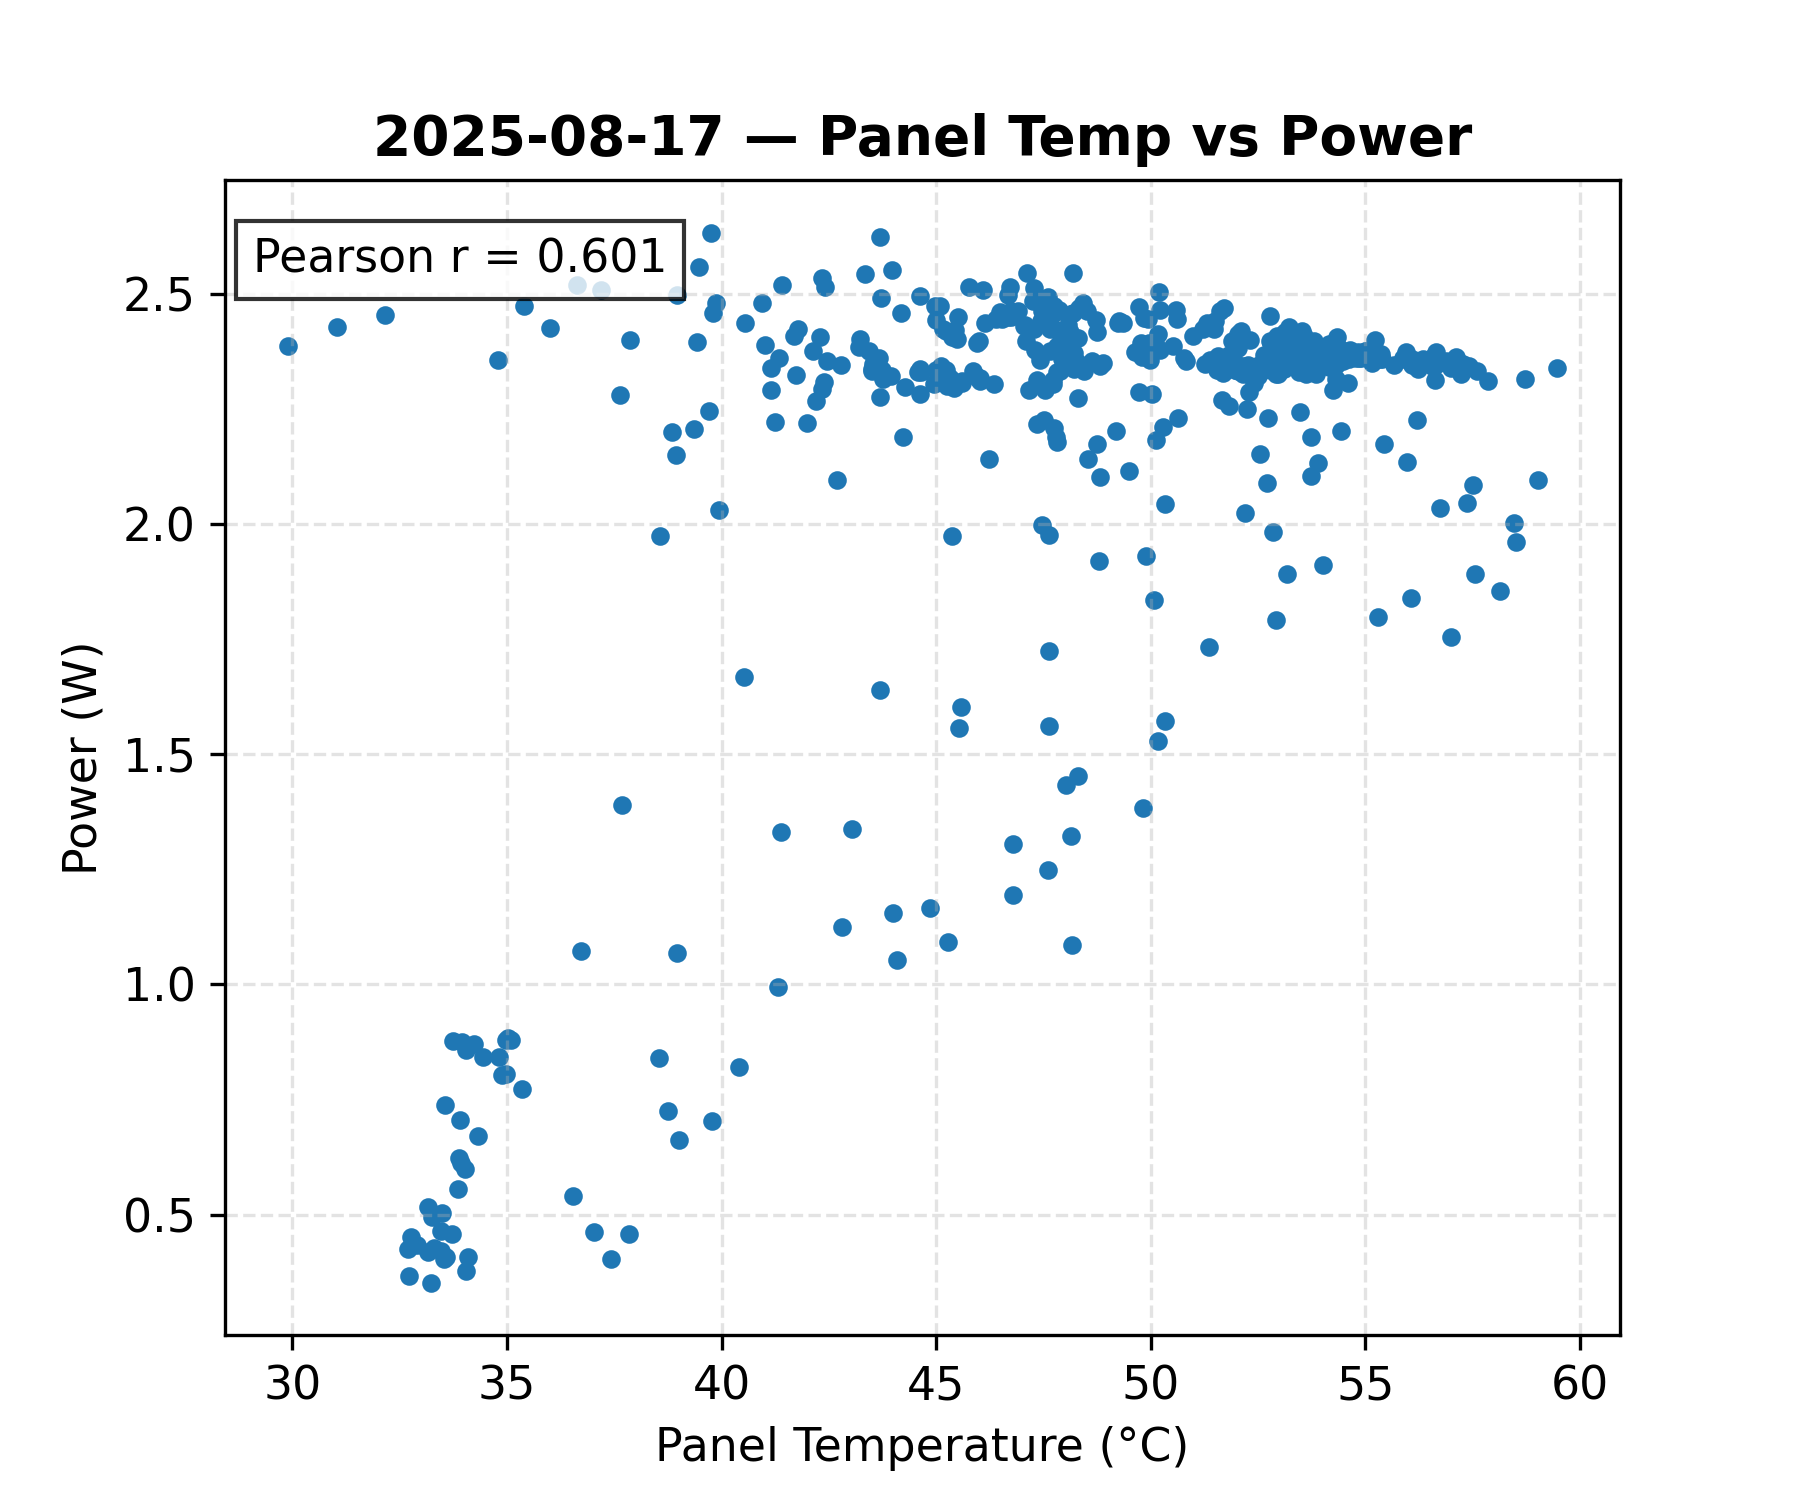 2025-08-17 — Panel Temp vs Power
Pearson r = 0.601
Power (W)
2.5
2.0
1.5
1.0
0.5
30 35 40 45 50 55 60
Panel Temperature (°C)